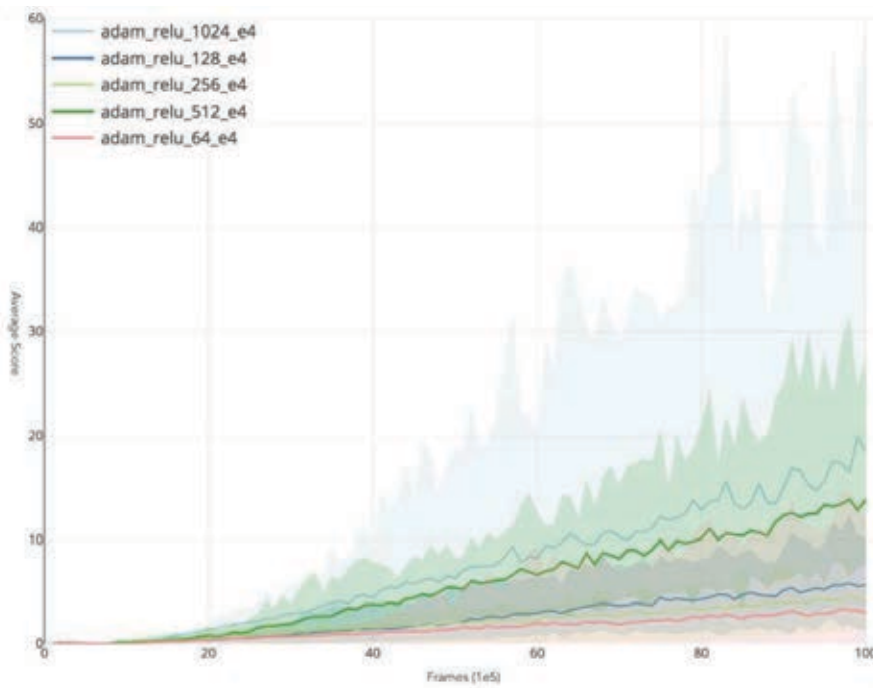 60
50
40
30
20
10
0
adam_relu_1024_e4
adam_relu_128_e4
adam_relu_256_e4
adam_relu_512_e4
adam_relu_64_e4
Average Score
0 20 40 60 80 100
Frames (1e5)